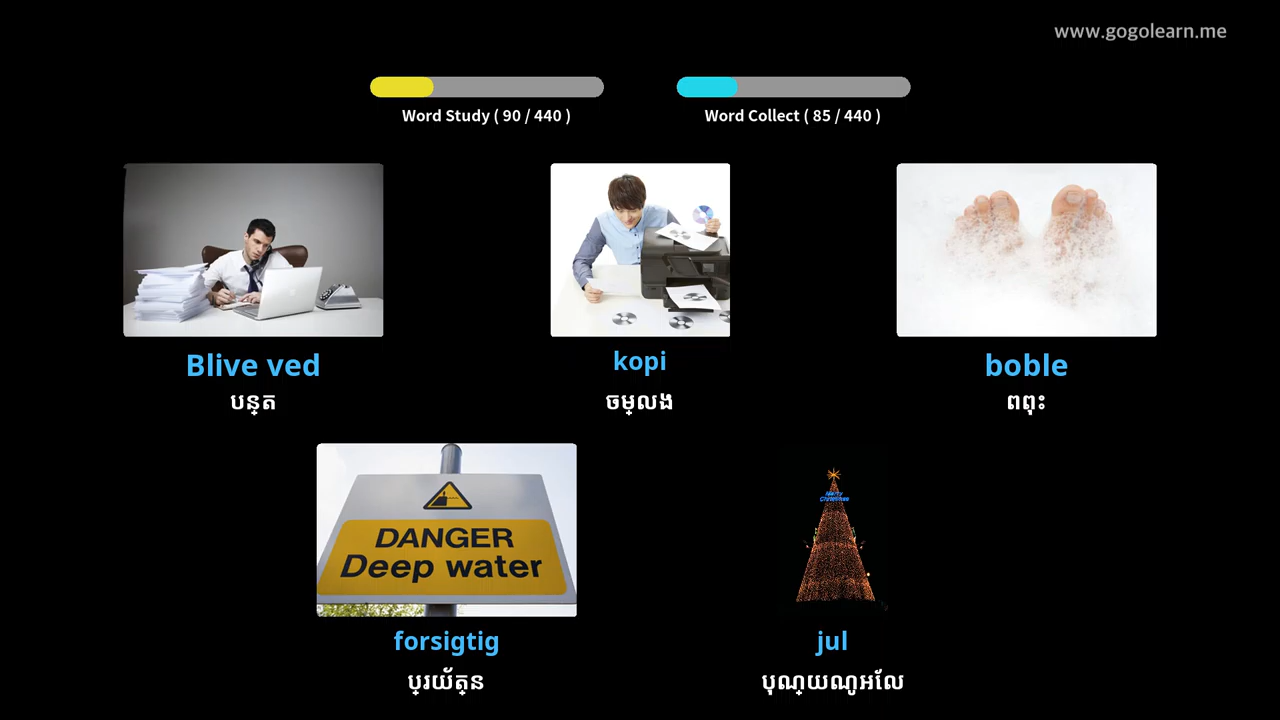 www.gogolearn.me
Word Study ( 90 / 440 )
Word Collect ( 85 / 440 )
Blive ved
បន្ត
kopi
ចម្លង
boble
ពពុះ
DANGER
Deep water
forsigtig
ប្រយ័ត្ន
Merry
Christmas
jul
បុណ្យណូអលែ